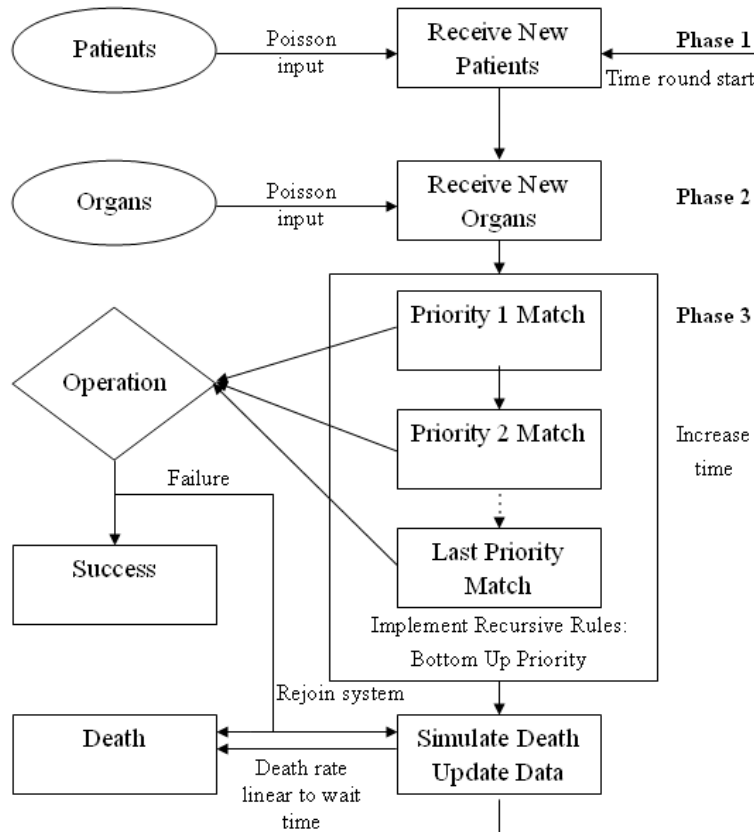 Patients
Poisson
input
Receive New
Patients
Phase 1
Time round start
Organs
Poisson
input
Receive New
Organs
Phase 2
Priority 1 Match
Phase 3
Operation
Priority 2 Match
Increase
time
Failure
Success
Last Priority
Match
Implement Recursive Rules:
Bottom Up Priority
Rejoin system
Death
Simulate Death
Update Data
Death rate
linear to wait
time